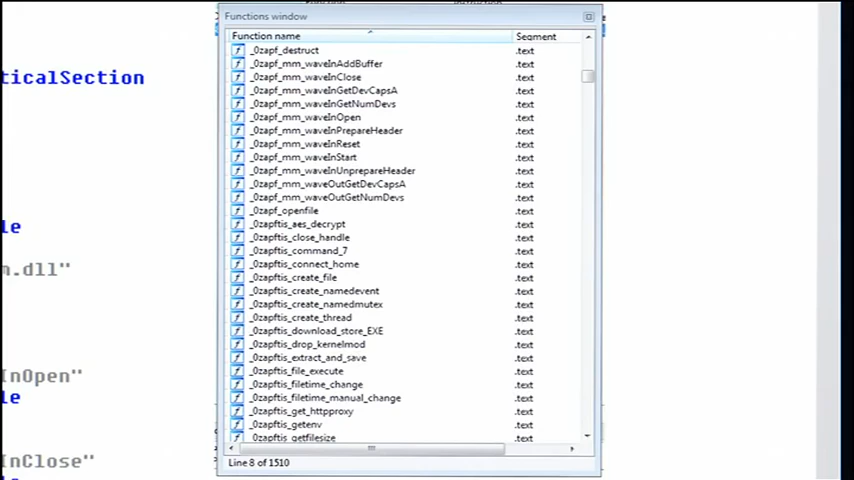 Functions window
Function name Segment
_0zapf_destruct .text
_0zapf_mm_waveInAddBuffer .text
_0zapf_mm_waveInClose .text
_0zapf_mm_waveInGetDevCapsA .text
_0zapf_mm_waveInGetNumDevs .text
_0zapf_mm_waveInOpen .text
_0zapf_mm_waveInPrepareHeader .text
_0zapf_mm_waveInReset .text
_0zapf_mm_waveInStart .text
_0zapf_mm_waveInUnprepareHeader .text
_0zapf_mm_waveOutGetDevCapsA .text
_0zapf_mm_waveOutGetNumDevs .text
_0zapf_openfile .text
_0zapftis_aes_decrypt .text
_0zapftis_close_handle .text
_0zapftis_command_7 .text
_0zapftis_connect_home .text
_0zapftis_create_file .text
_0zapftis_create_namedevent .text
_0zapftis_create_namedmutex .text
_0zapftis_create_thread .text
_0zapftis_download_store_EXE .text
_0zapftis_drop_kernelmod .text
_0zapftis_extract_and_save .text
_0zapftis_file_execute .text
_0zapftis_filetime_change .text
_0zapftis_filetime_manual_change .text
_0zapftis_get_httpproxy .text
_0zapftis_getenv .text
_0zapftis_getfilesize .text
Line 8 of 1510
ticalSection
le
m.dll"
InOpen"
le
InClose"